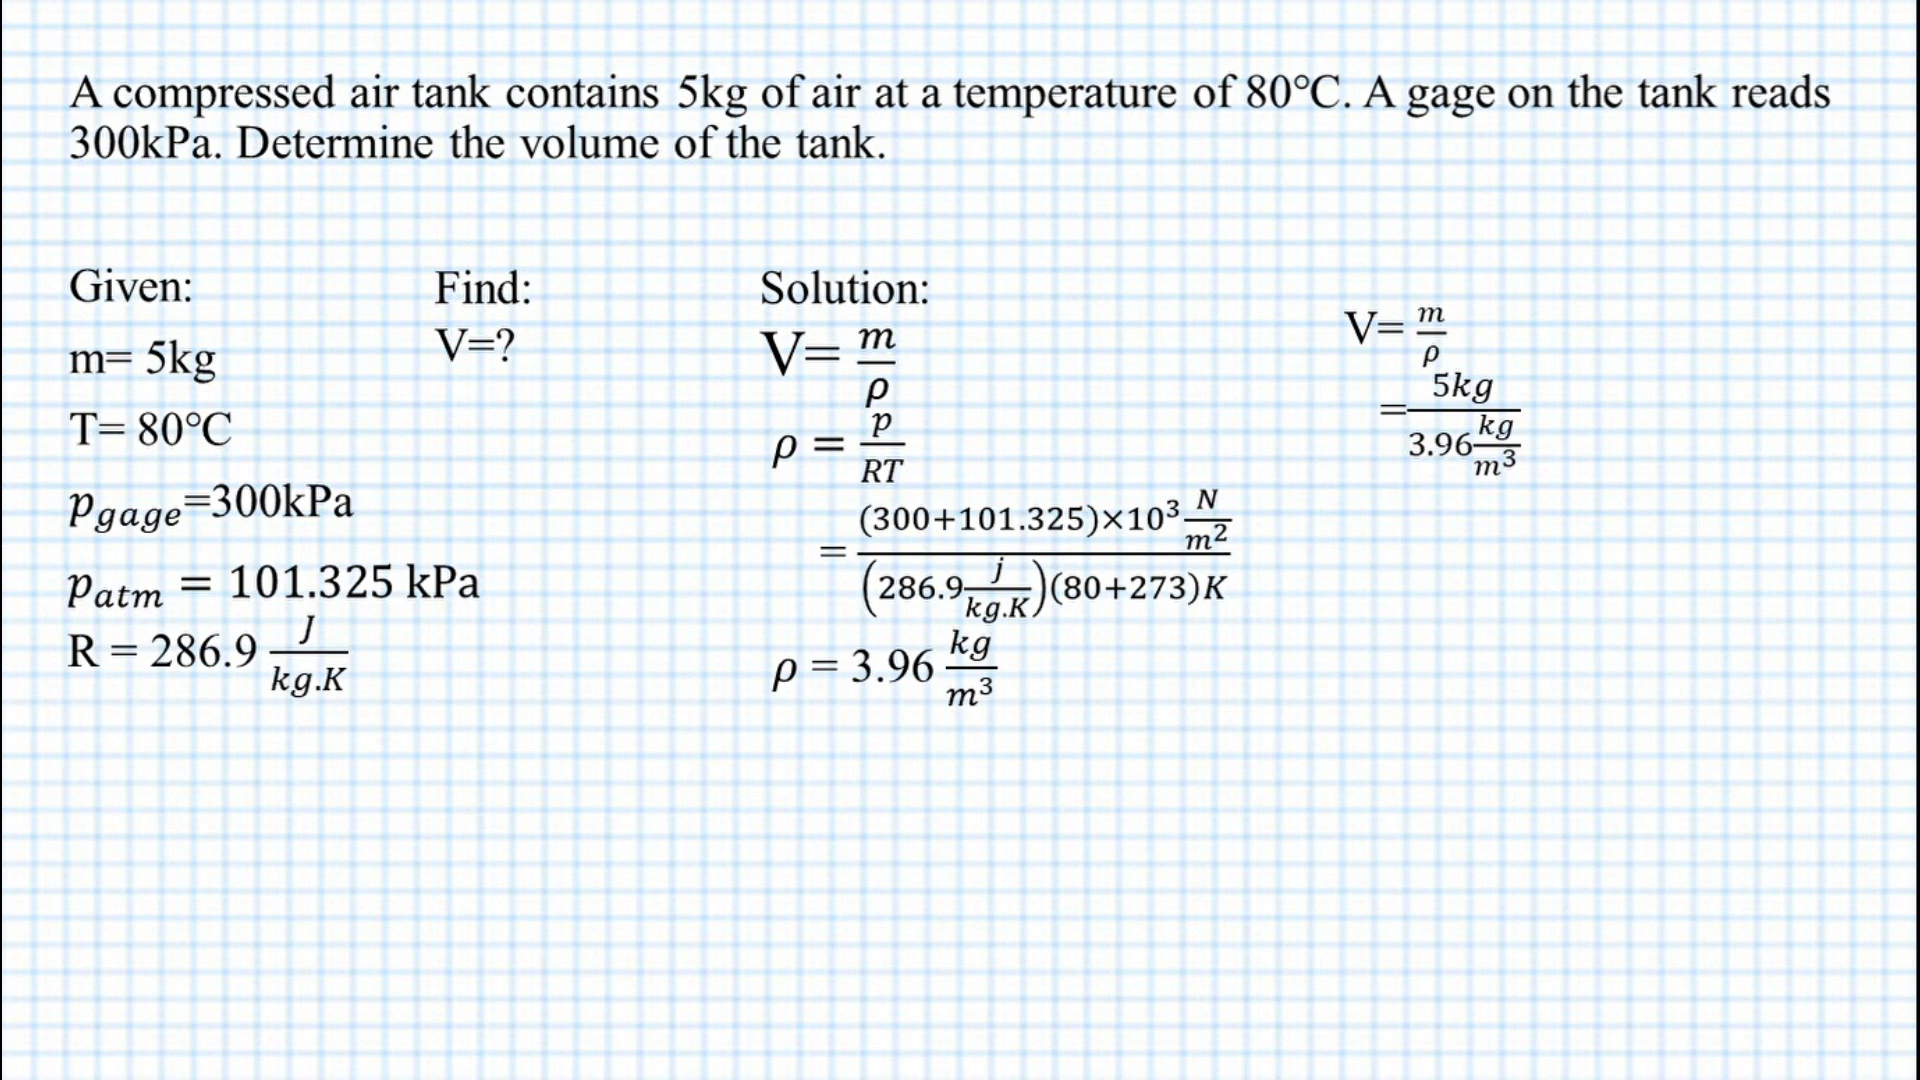 A compressed air tank contains 5kg of air at a temperature of 80°C. A gage on the tank reads
300kPa. Determine the volume of the tank.
Given:
m= 5kg
T= 80°C
p_gage=300kPa
p_atm = 101.325 kPa
R = 286.9 J/kg.K
Find:
V=?
Solution:
V= m/ρ
ρ = p/RT
= (300+101.325)×10³ N/m² / (286.9 j/kg.K)(80+273)K
ρ = 3.96 kg/m³
V= m/ρ
= 5kg / 3.96 kg/m³